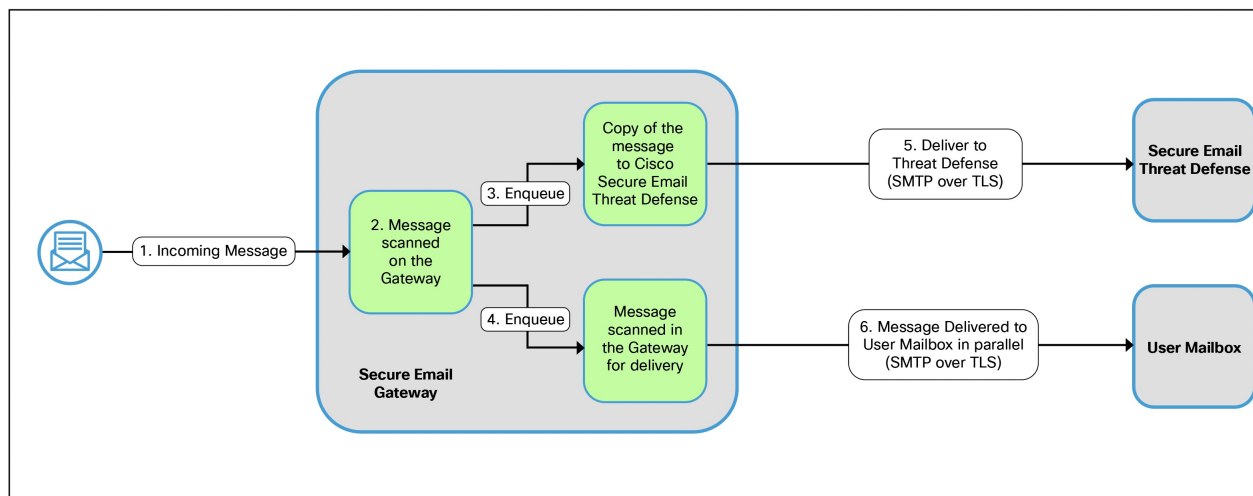 1. Incoming Message
2. Message
scanned
on the
Gateway
3. Enqueue
Copy of the
message
to Cisco
Secure Email
Threat Defense
4. Enqueue
Message
scanned in
the Gateway
for delivery
Secure Email
Gateway
5. Deliver to
Threat Defense
(SMTP over TLS)
Secure Email
Threat Defense
6. Message Delivered to
User Mailbox in parallel
(SMTP over TLS)
User Mailbox